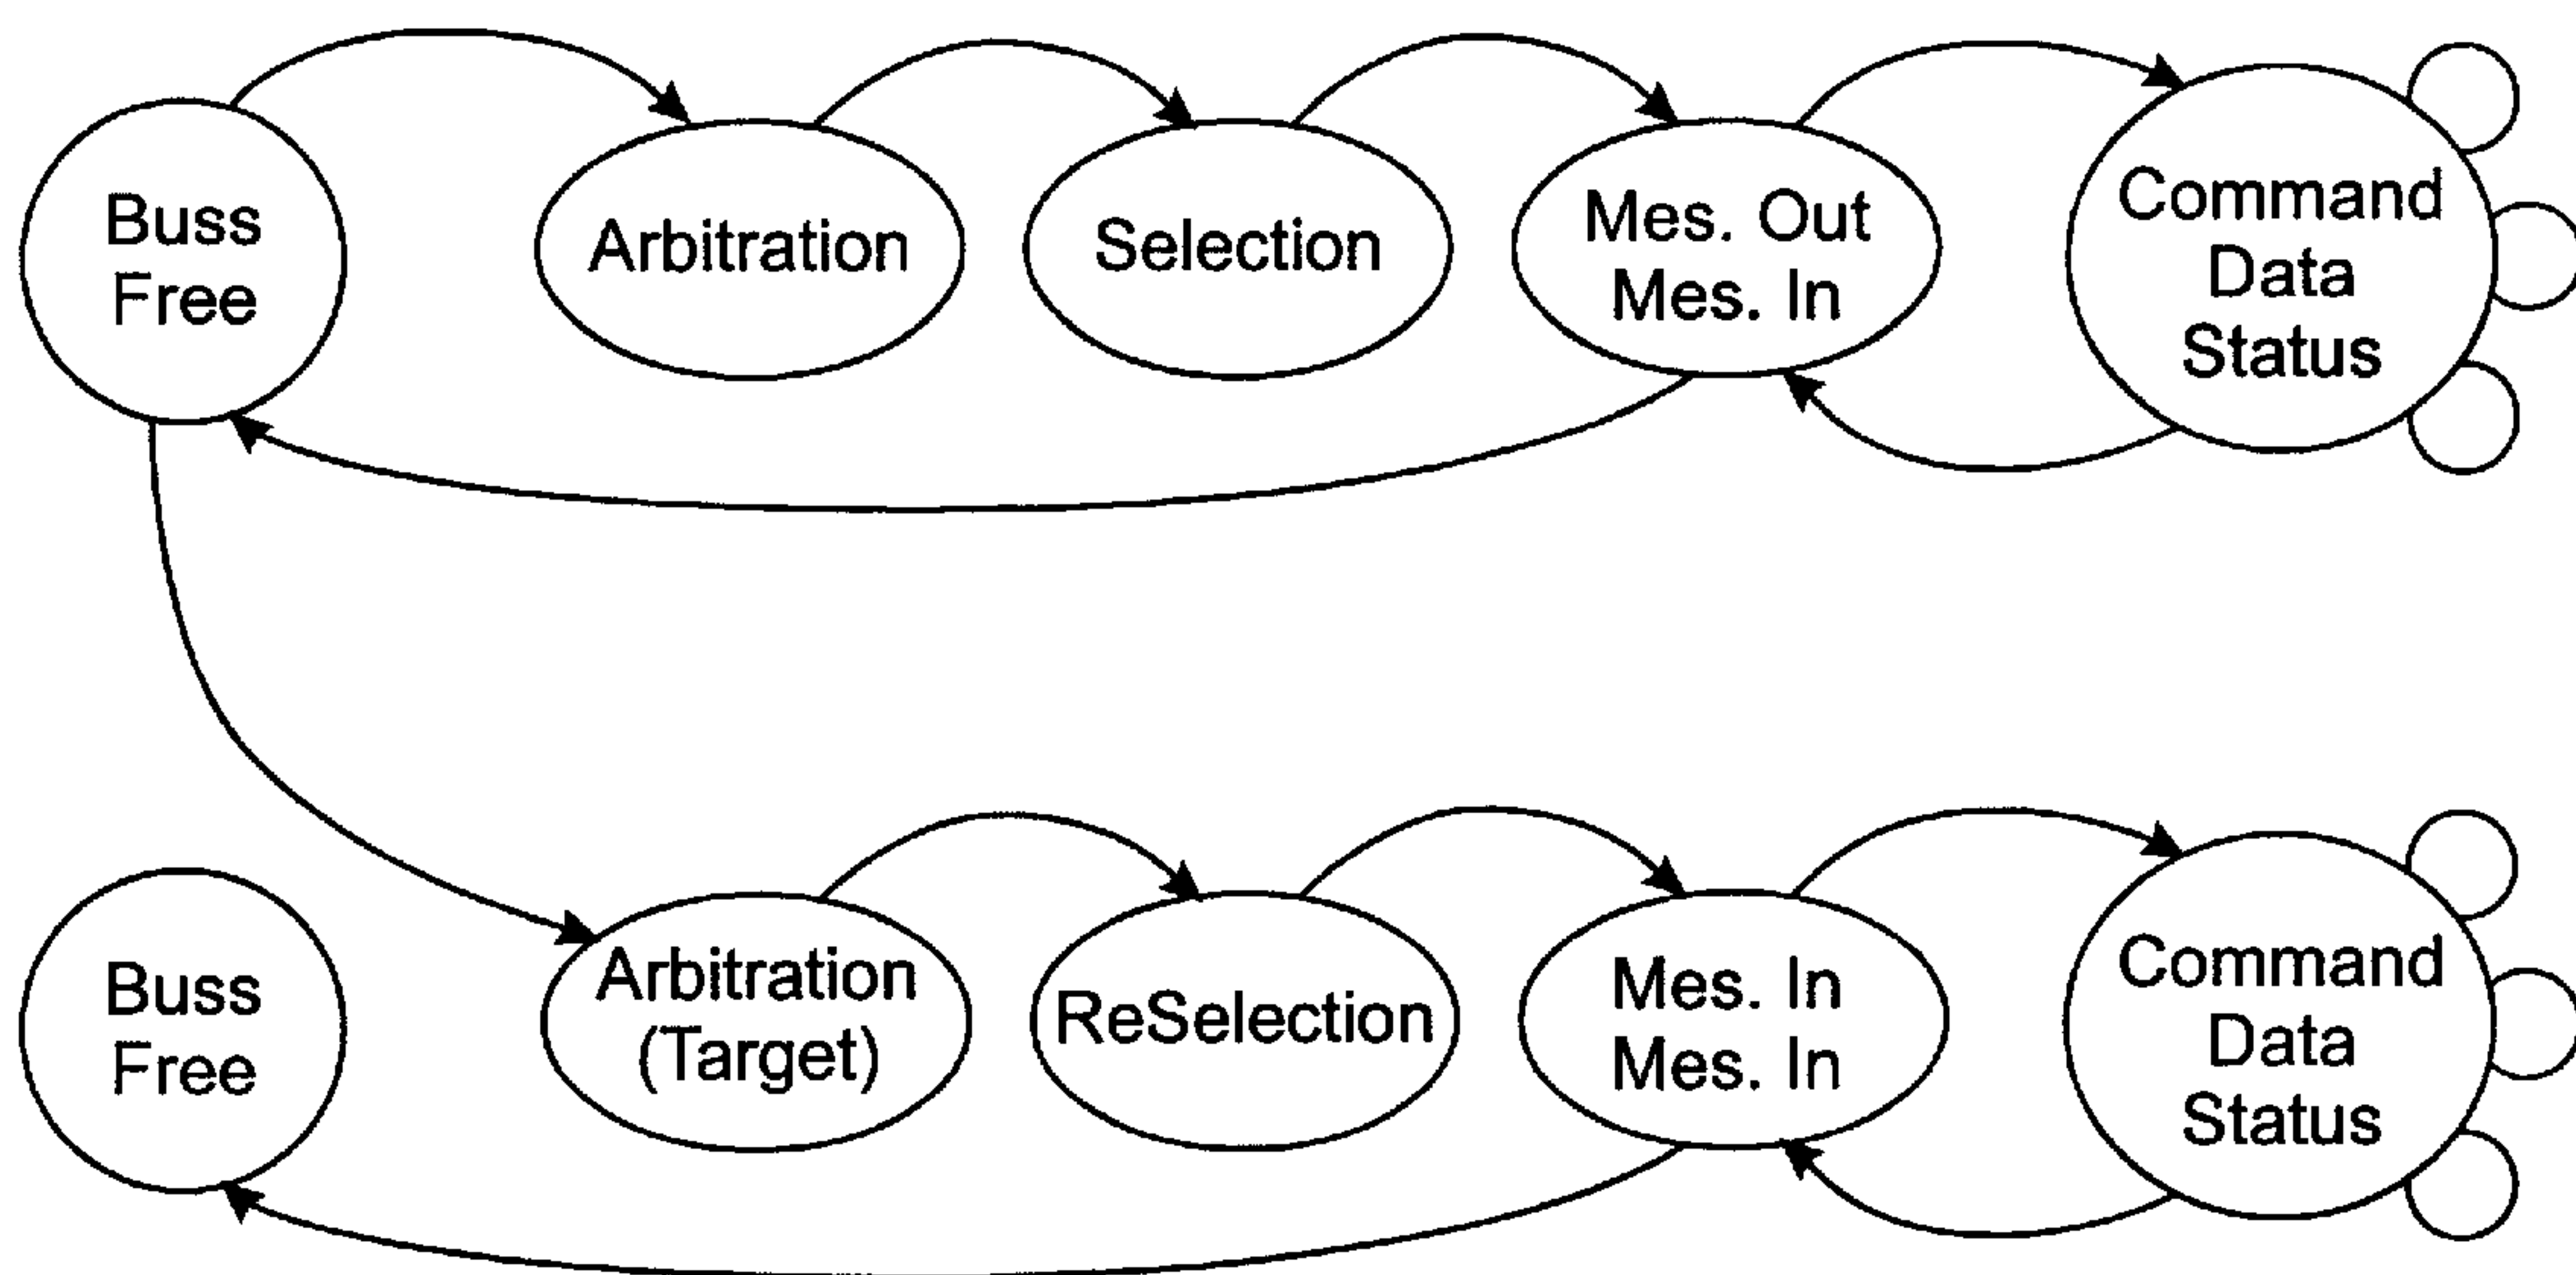 Buss
Free
Arbitration
Selection
Mes. Out
Mes. In
Command
Data
Status
Buss
Free
Arbitration
(Target)
ReSelection
Mes. In
Mes. In
Command
Data
Status